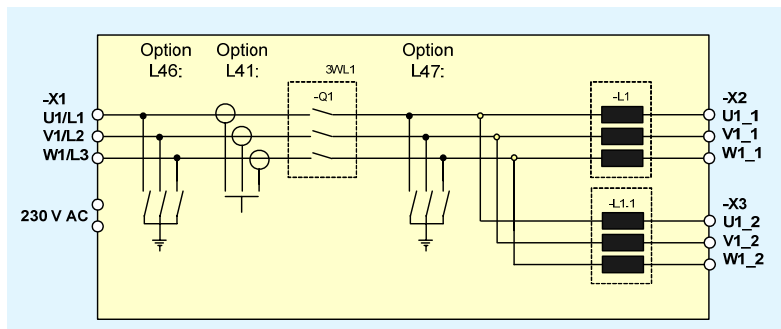 Option
L46:
Option
L41:
Option
L47:
3WL1
-Q1
-X1
U1/L1
V1/L2
W1/L3
230 V AC
-L1
-X2
U1_1
V1_1
W1_1
-L1.1
-X3
U1_2
V1_2
W1_2